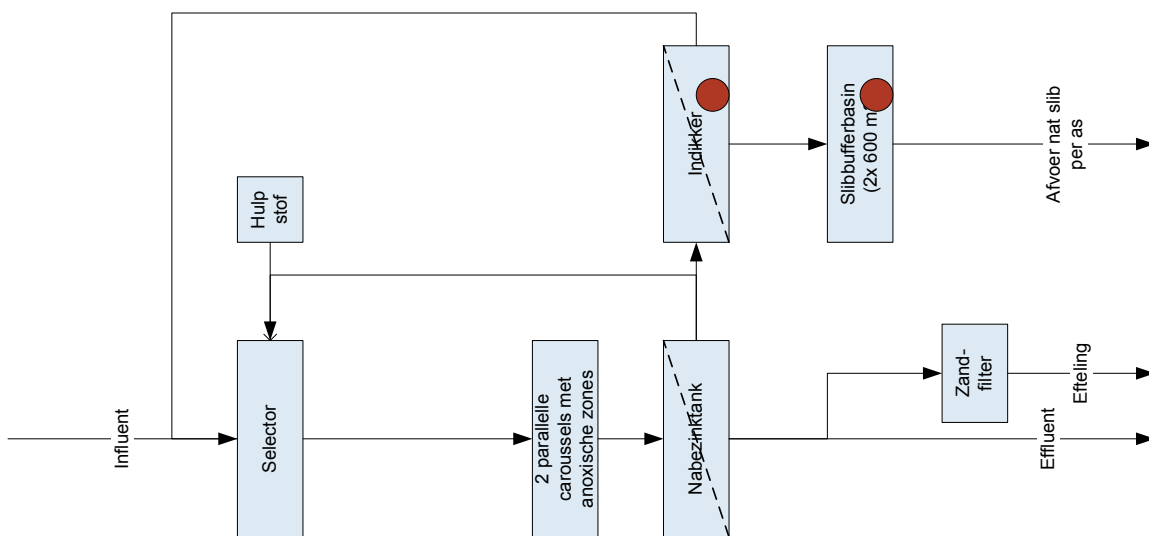 Influent
Selector
Hulp
stof
2 parallelle
caroussels met
anoxische zones
Nabezinktank
Indikker
Slibbufferbasin
(2x 600 m
Afvoer nat slib
per as
Zand-
filter
Efteling
Effluent